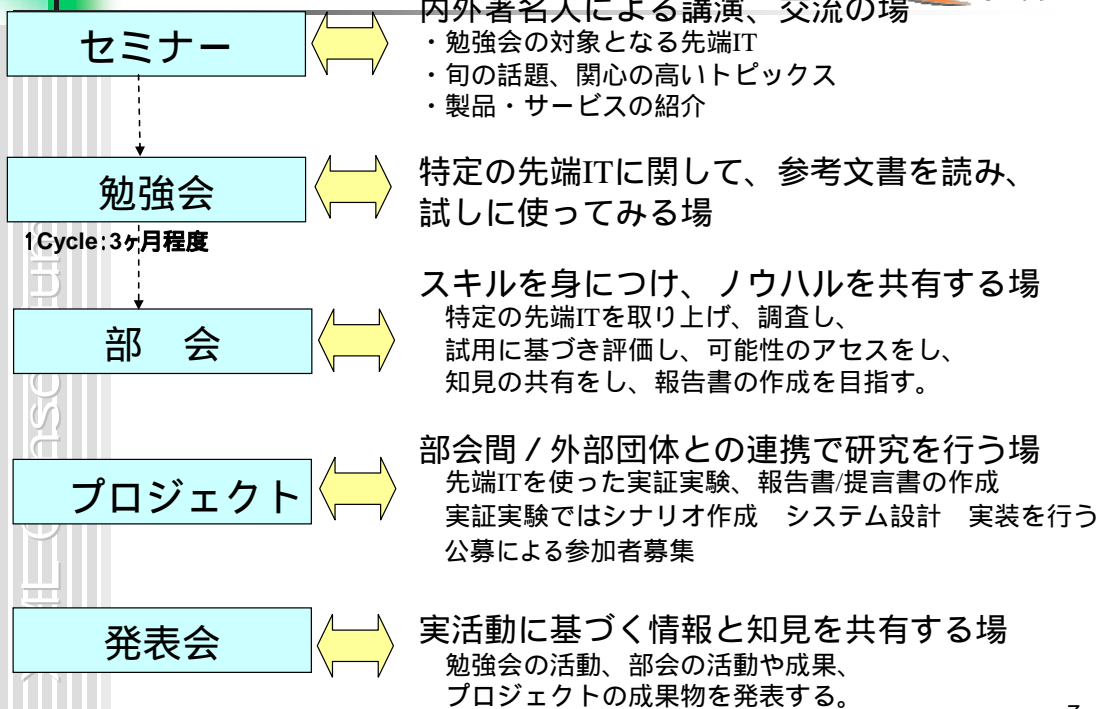 セミナー
内外著名人による講演、交流の場
・勉強会の対象となる先端IT
・旬の話題、関心の高いトピックス
・製品・サービスの紹介
勉強会
特定の先端ITに関して、参考文書を読み、
試しに使ってみる場
1Cycle:3ヶ月程度
部　会
スキルを身につけ、ノウハルを共有する場
特定の先端ITを取り上げ、調査し、
試用に基づき評価し、可能性のアセスをし、
知見の共有をし、報告書の作成を目指す。
プロジェクト
部会間／外部団体との連携で研究を行う場
先端ITを使った実証実験、報告書/提言書の作成
実証実験ではシナリオ作成　システム設計　実装を行う
公募による参加者募集
発表会
実活動に基づく情報と知見を共有する場
勉強会の活動、部会の活動や成果、
プロジェクトの成果物を発表する。